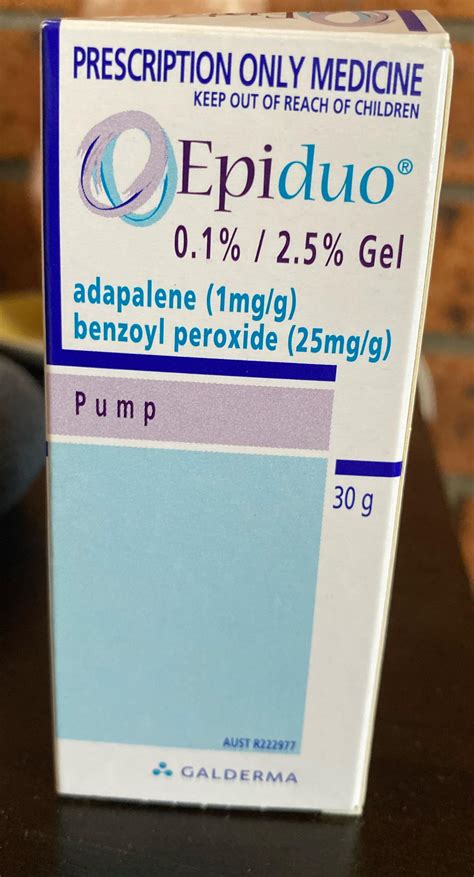 PRESCRIPTION ONLY MEDICINE
KEEP OUT OF REACH OF CHILDREN
Epiduo®
0.1% / 2.5% Gel
adapalene (1mg/g)
benzoyl peroxide (25mg/g)
Pump
30 g
AUST R222977
GALDERMA